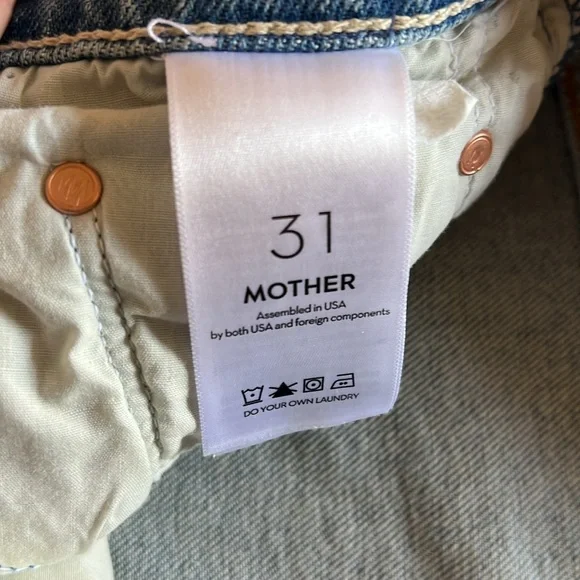 31
MOTHER
Assembled in USA
by both USA and foreign components
DO YOUR OWN LAUNDRY